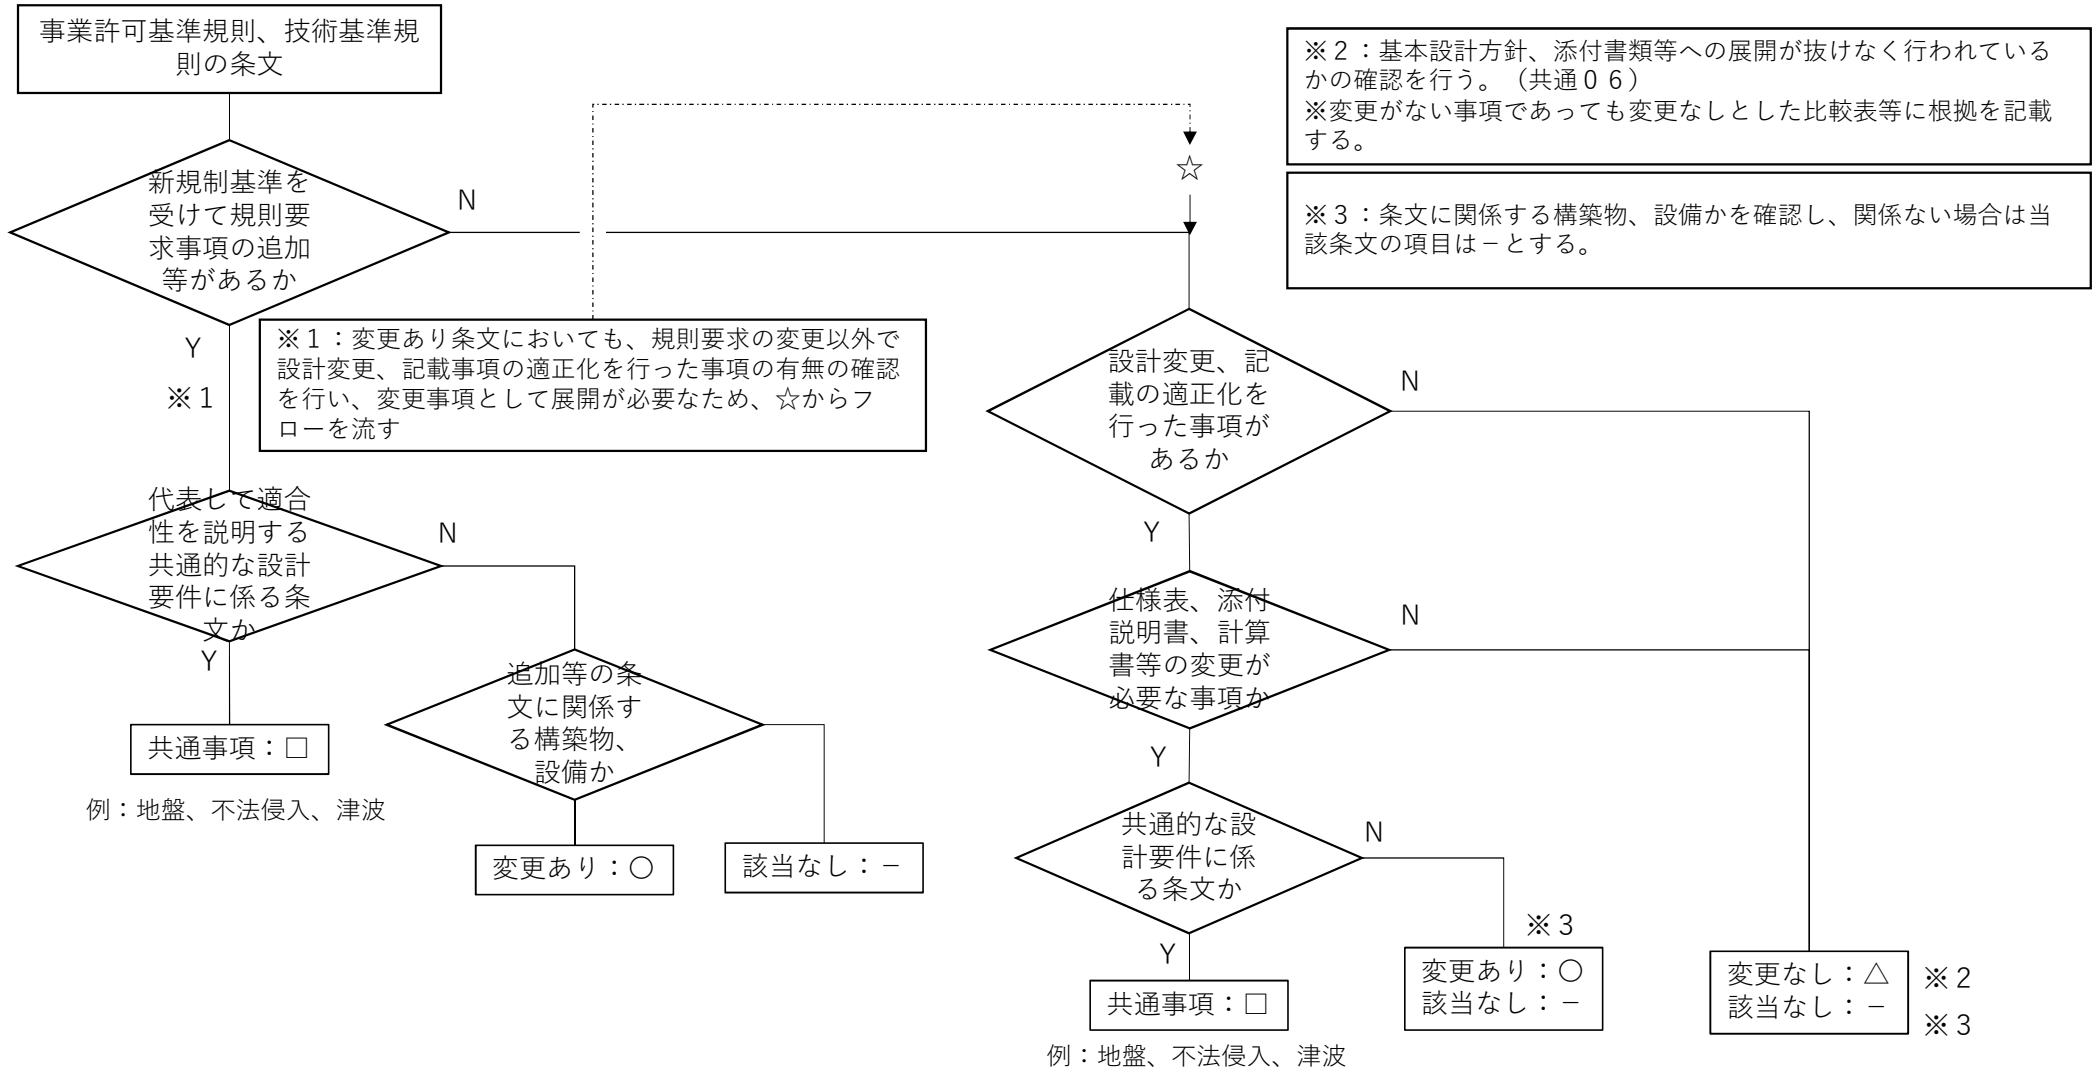 事業許可基準規則、技術基準規
則の条文
新規制基準を
受けて規則要
求事項の追加
等があるか
N
Y
※１
※１：変更あり条文においても、規則要求の変更以外で
設計変更、記載事項の適正化を行った事項の有無の確認
を行い、変更事項として展開が必要なため、☆からフ
ローを流す
代表して適合
性を説明する
共通的な設計
要件に係る条
文か
N
Y
共通事項：□
例：地盤、不法侵入、津波
追加等の条
文に関係す
る構築物、
設備か
変更あり：〇
該当なし：－
☆
※２：基本設計方針、添付書類等への展開が抜けなく行われている
かの確認を行う。（共通０６）
※変更がない事項であっても変更なしとした比較表等に根拠を記載
する。
※３：条文に関係する構築物、設備かを確認し、関係ない場合は当
該条文の項目は－とする。
設計変更、記
載の適正化を
行った事項が
あるか
N
Y
仕様表、添付
説明書、計算
書等の変更が
必要な事項か
N
Y
共通的な設
計要件に係
る条文か
N
Y
共通事項：□
例：地盤、不法侵入、津波
※３
変更あり：〇
該当なし：－
変更なし：△
該当なし：－
※２
※３